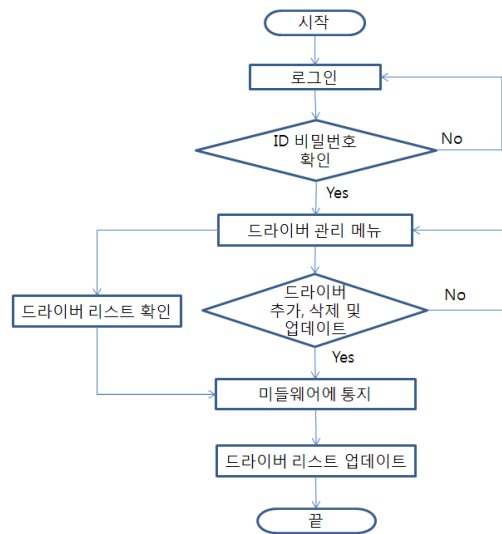 시작
로그인
ID 비밀번호
확인
No
Yes
드라이버 관리 메뉴
드라이버
추가, 삭제 및
업데이트
No
드라이버 리스트 확인
Yes
미들웨어에 통지
드라이버 리스트 업데이트
끝